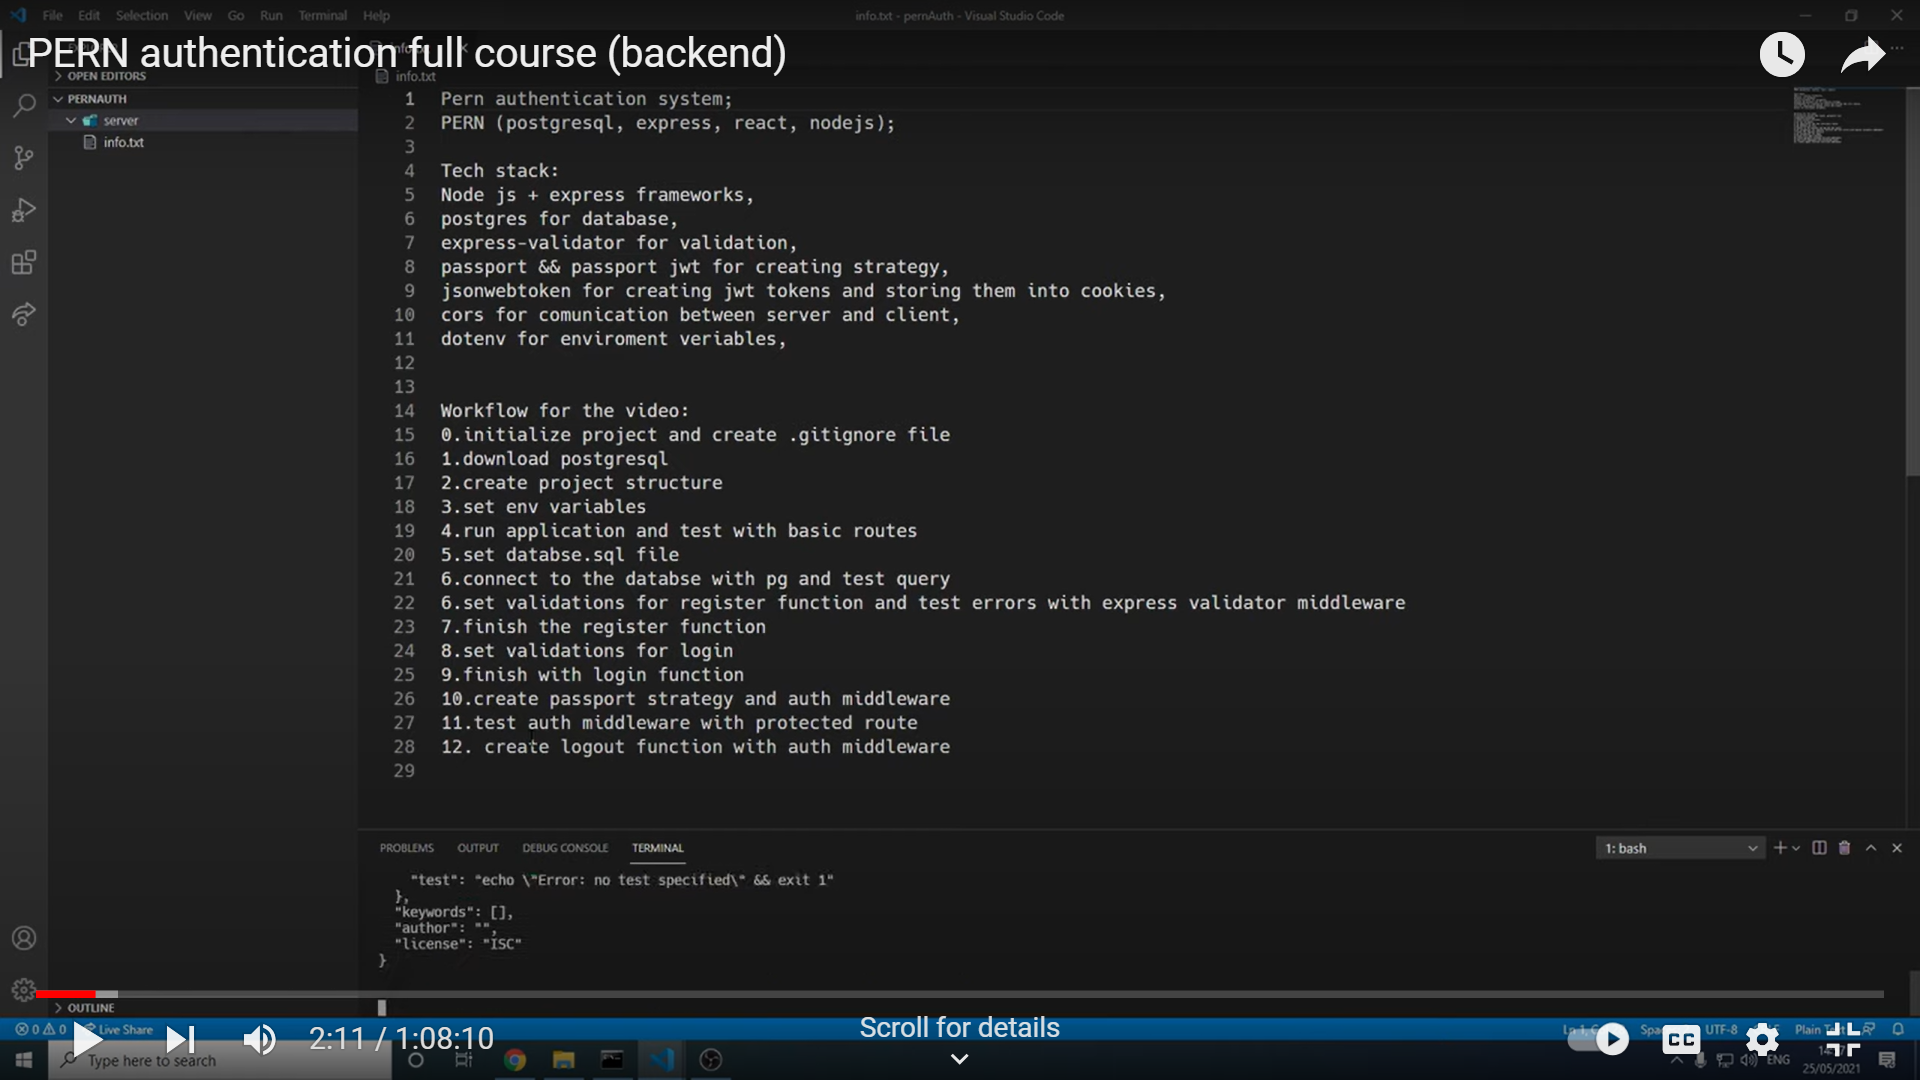 File Edit Selection View Go Run Terminal Help
info.txt - pernAuth - Visual Studio Code
PERN authentication full course (backend)
OPEN EDITORS
info.txt
PERNAUTH
server
info.txt
1 Pern authentication system;
2 PERN (postgresql, express, react, nodejs);
3
4 Tech stack:
5 Node js + express frameworks,
6 postgres for database,
7 express-validator for validation,
8 passport && passport jwt for creating strategy,
9 jsonwebtoken for creating jwt tokens and storing them into cookies,
10 cors for comunication between server and client,
11 dotenv for enviroment veriables,
12
13
14 Workflow for the video:
15 0.initialize project and create .gitignore file
16 1.download postgresql
17 2.create project structure
18 3.set env variables
19 4.run application and test with basic routes
20 5.set databse.sql file
21 6.connect to the databse with pg and test query
22 6.set validations for register function and test errors with express validator middleware
23 7.finish the register function
24 8.set validations for login
25 9.finish with login function
26 10.create passport strategy and auth middleware
27 11.test auth middleware with protected route
28 12. create logout function with auth middleware
29
PROBLEMS OUTPUT DEBUG CONSOLE TERMINAL
1: bash
"test": "echo \"Error: no test specified\" && exit 1"
},
"keywords": [],
"author": "",
"license": "ISC"
}
OUTLINE
0 0 Live Share
UTF-8
2:11 / 1:08:10
Scroll for details
CC
Type here to search
ENG
25/05/2021